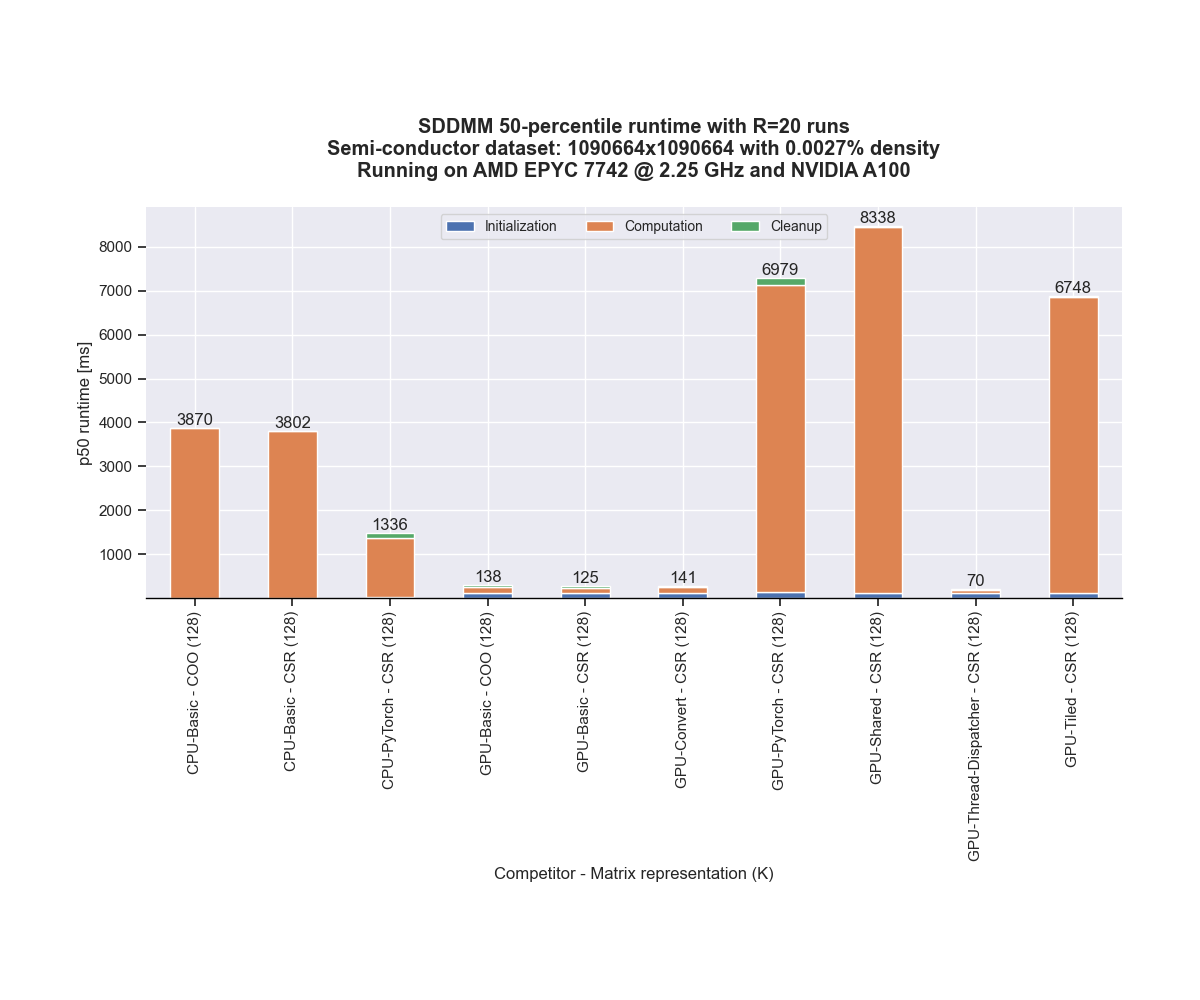 SDDMM 50-percentile runtime with R=20 runs
Semi-conductor dataset: 1090664x1090664 with 0.0027% density
Running on AMD EPYC 7742 @ 2.25 GHz and NVIDIA A100
Initialization Computation Cleanup
p50 runtime [ms]
8000
7000
6000
5000
4000
3000
2000
1000
3870
3802
1336
138
125
141
6979
8338
70
6748
CPU-Basic - COO (128)
CPU-Basic - CSR (128)
CPU-PyTorch - CSR (128)
GPU-Basic - COO (128)
GPU-Basic - CSR (128)
GPU-Convert - CSR (128)
GPU-PyTorch - CSR (128)
GPU-Shared - CSR (128)
GPU-Thread-Dispatcher - CSR (128)
GPU-Tiled - CSR (128)
Competitor - Matrix representation (K)